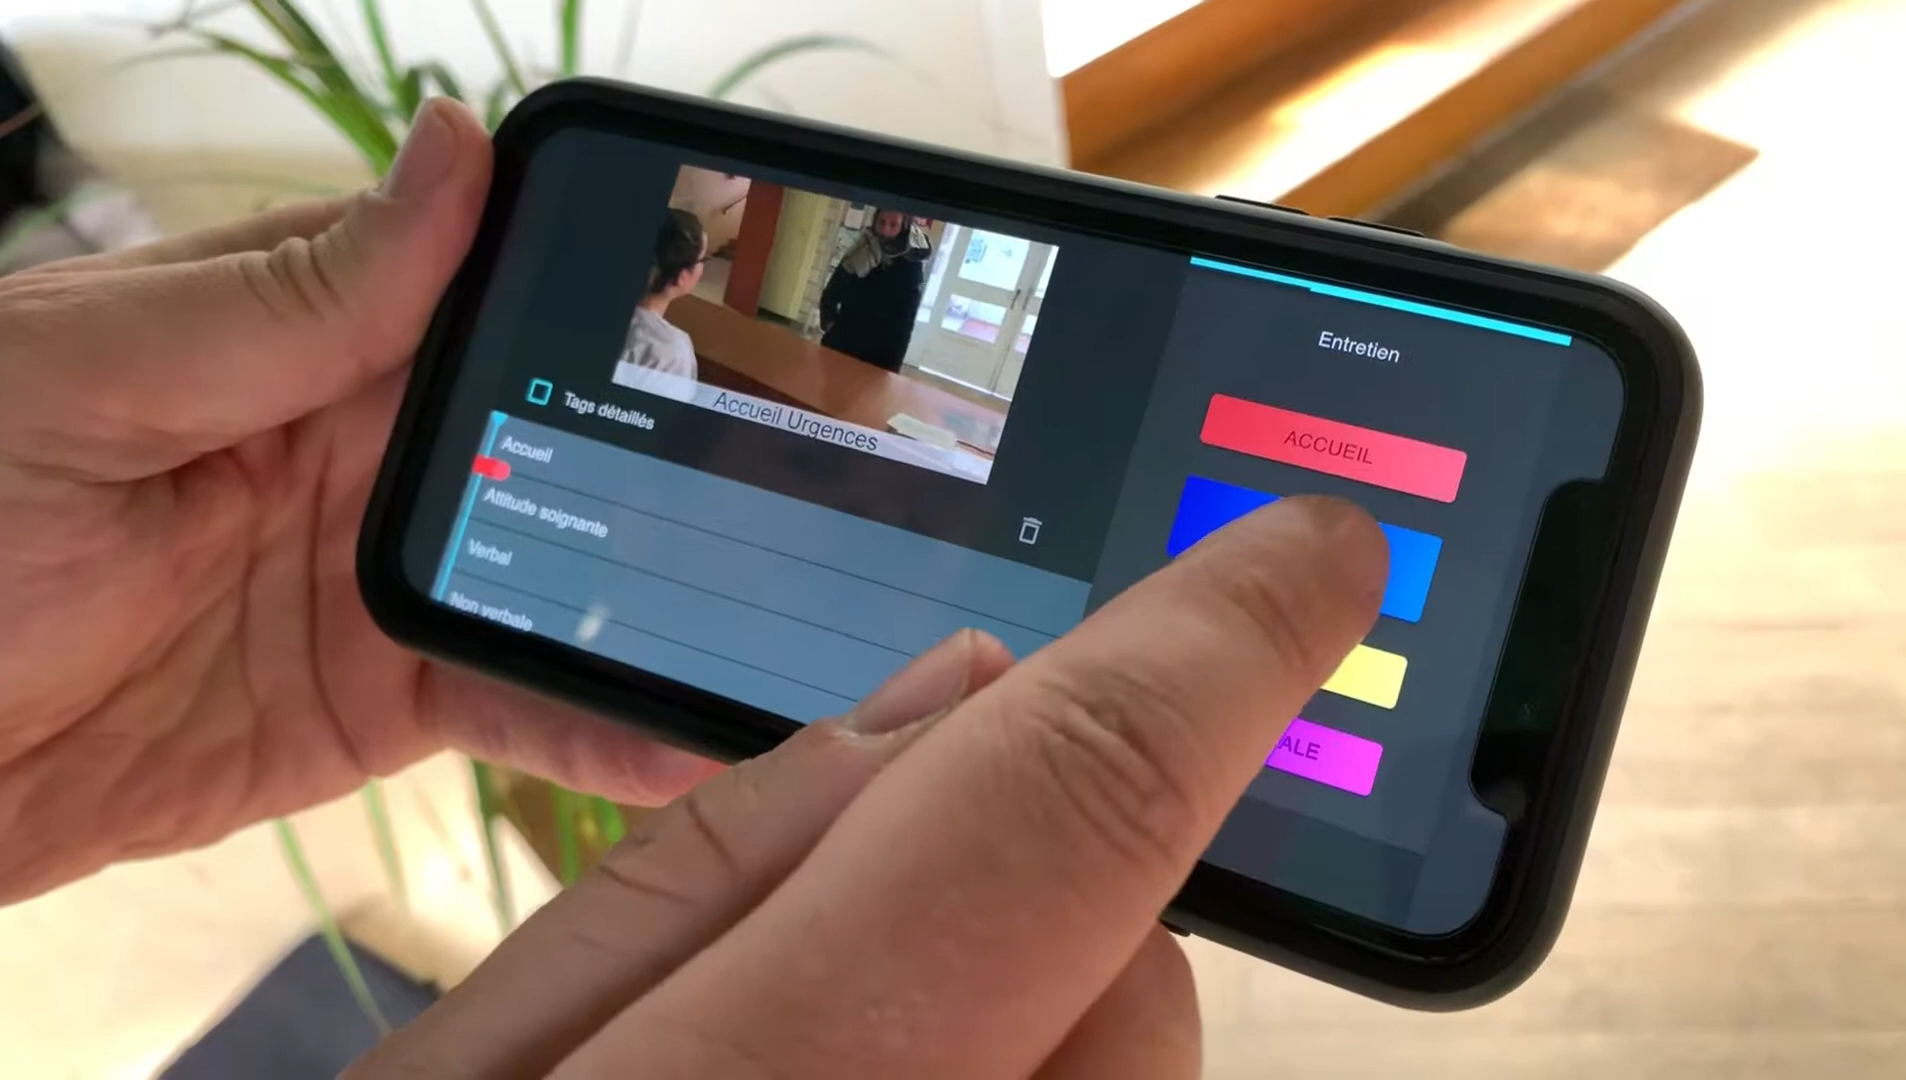 Accueil Urgences
Tags détaillés
Accueil
Attitude soignante
Verbal
Non verbale
Entretien
ACCUEIL
ALE